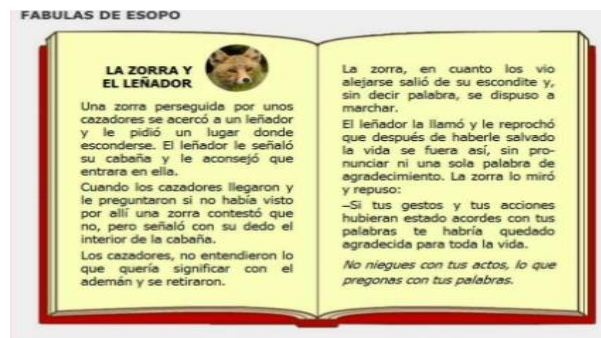 FABULAS DE ESOPO
LA ZORRA Y
EL LEÑADOR
Una zorra perseguida por unos
cazadores se acercó a un leñador
y le pidió un lugar donde
esconderse. El leñador le señaló
su cabaña y le aconsejó que
entrara en ella.
Cuando los cazadores llegaron y
le preguntaron si no había visto
por allí una zorra contestó que
no, pero señaló con su dedo el
interior de la cabaña.
Los cazadores, no entendieron lo
que quería significar con el
ademán y se retiraron.
La zorra, en cuanto los vio
alejarse salió de su escondite y,
sin decir palabra, se dispuso a
marchar.
El leñador la llamó y le reprochó
que después de haberle salvado
la vida se fuera así, sin pro-
nunciar ni una sola palabra de
agradecimiento. La zorra lo miró
y repuso:
–Si tus gestos y tus acciones
hubieran estado acordes con tus
palabras te habría quedado
agradecida para toda la vida.
No niegues con tus actos, lo que
pregonas con tus palabras.